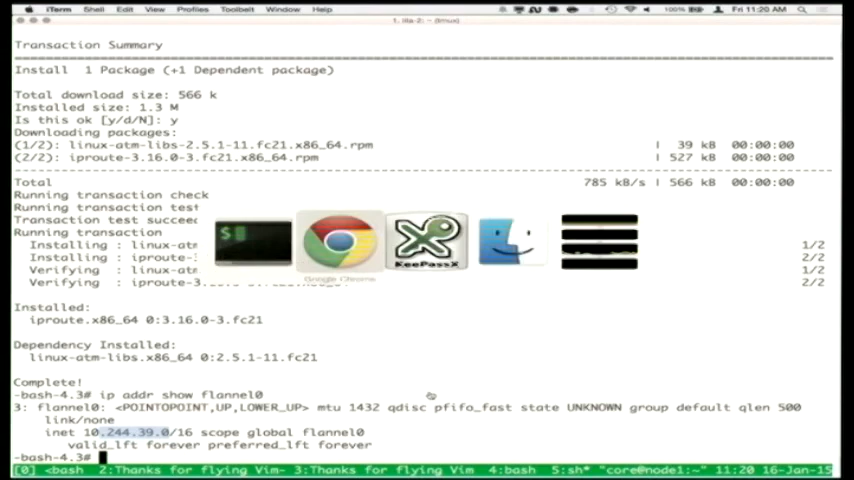 iTerm Shell Edit View Profiles Toolbelt Window Help 100% Fri 11:20 AM
Transaction Summary
Install 1 Package (+1 Dependent package)
Total download size: 566 k
Installed size: 1.3 M
Is this ok [y/d/N]: y
Downloading packages:
(1/2): linux-atm-libs-2.5.1-11.fc21.x86_64.rpm | 39 kB 00:00:00
(2/2): iproute-3.16.0-3.fc21.x86_64.rpm | 527 kB 00:00:00
Total 785 kB/s | 566 kB 00:00:00
Running transaction check
Running transaction test
Transaction test succee
Running transaction
Installing : linux-at 1/2
Installing : iproute- 2/2
Verifying : linux-at 1/2
Verifying : iproute-3. 2/2
$
KeePassX
Google Chrome
Installed:
iproute.x86_64 0:3.16.0-3.fc21
Dependency Installed:
linux-atm-libs.x86_64 0:2.5.1-11.fc21
Complete!
-bash-4.3# ip addr show flannel0
3: flannel0: <POINTOPOINT,UP,LOWER_UP> mtu 1432 qdisc pfifo_fast state UNKNOWN group default qlen 500
link/none
inet 10.244.39.0/16 scope global flannel0
valid_lft forever preferred_lft forever
-bash-4.3#
[0] <bash 2:Thanks for flying Vim- 3:Thanks for flying Vim 4:bash 5:sh* "core@node1:~" 11:20 16-Jan-15